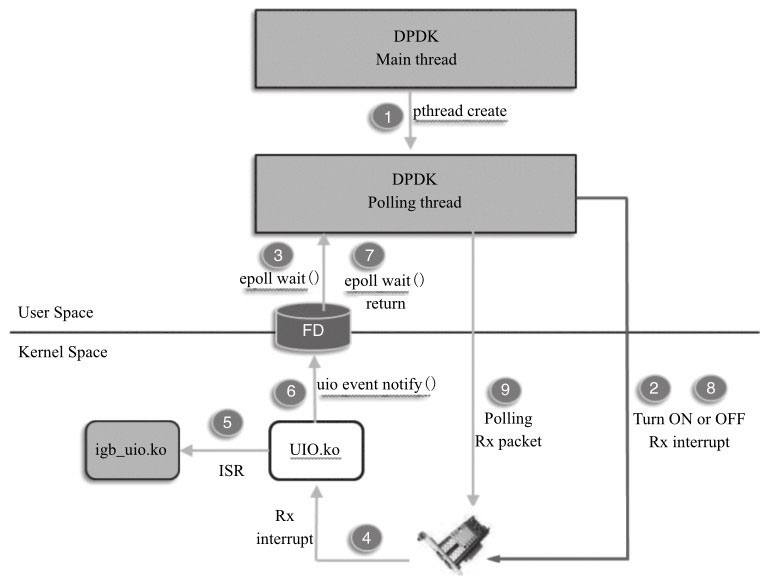 DPDK
Main thread
1
pthread create
DPDK
Polling thread
3
7
epoll wait()
epoll wait()
return
User Space
FD
Kernel Space
6
uio event notify()
9
2
8
Polling
Rx packet
Turn ON or OFF
Rx interrupt
5
igb_uio.ko
UIO.ko
ISR
Rx
interrupt
4